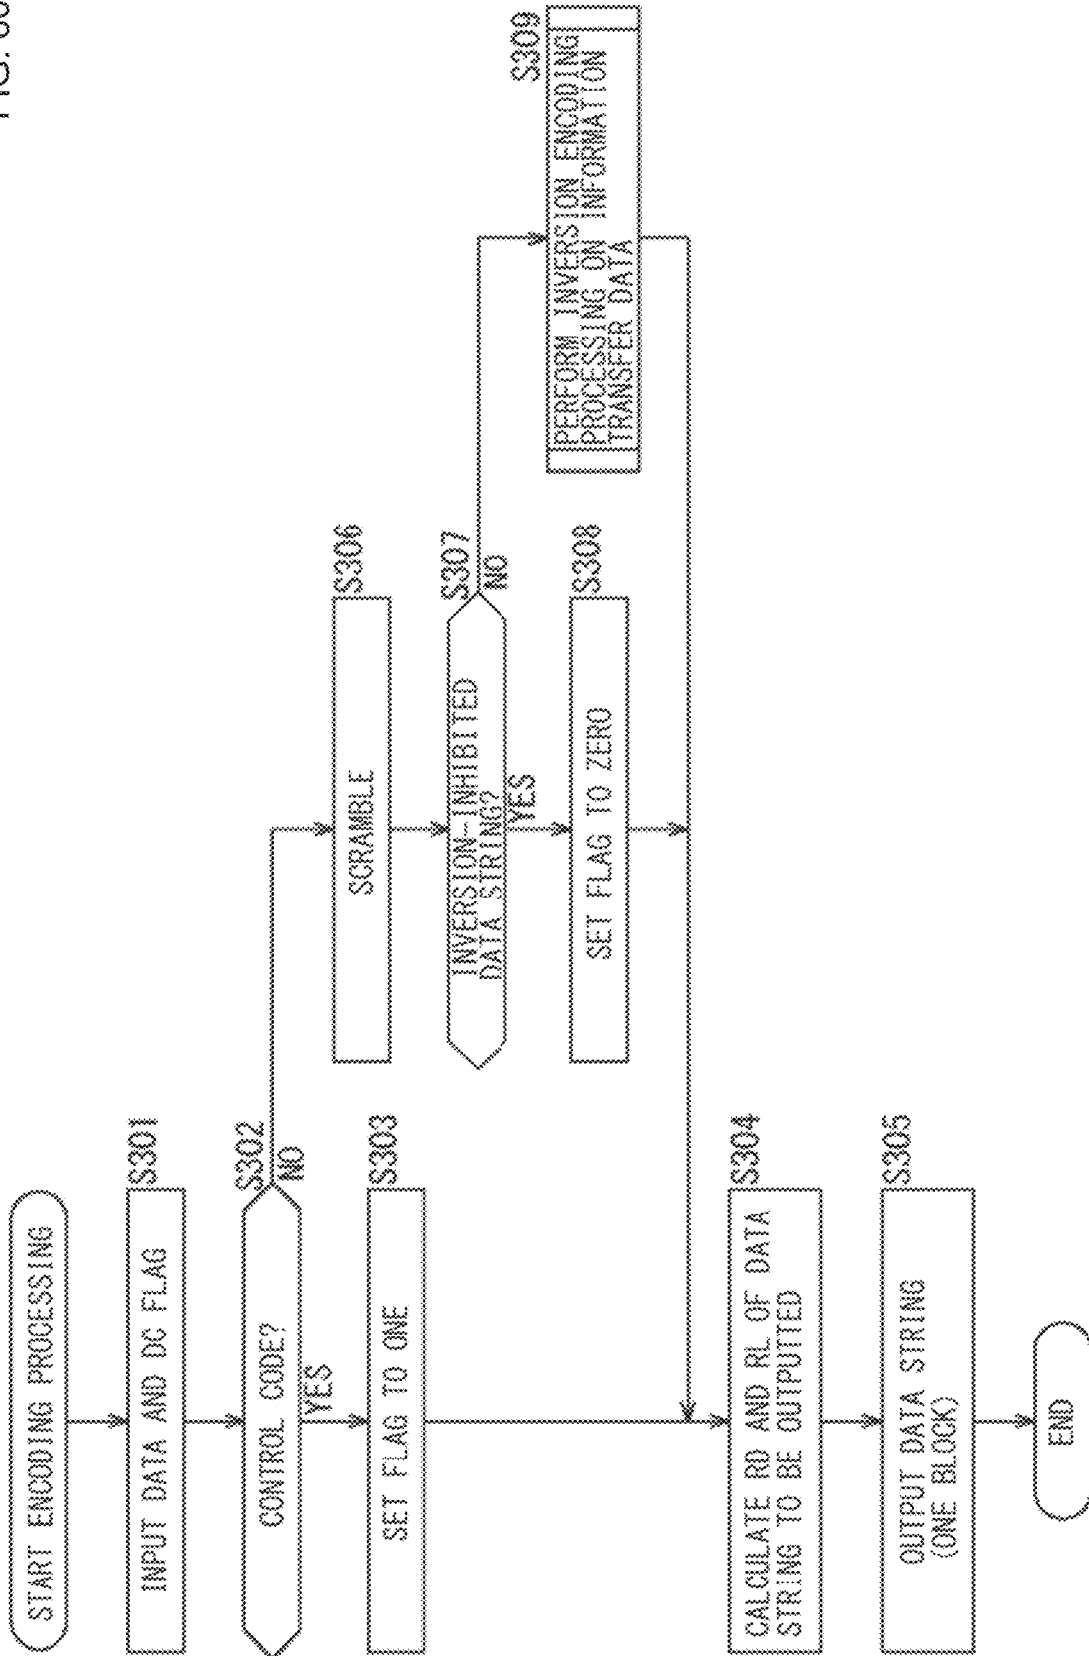 START ENCODING PROCESSING
INPUT DATA AND DC FLAG
S301
CONTROL CODE?
S302
NO
YES
SET FLAG TO ONE
S303
SCRAMBLE
S306
INVERSION-INHIBITED
DATA STRING?
S307
NO
YES
SET FLAG TO ZERO
S308
PERFORM INVERSION ENCODING
PROCESSING ON INFORMATION
TRANSFER DATA
S309
CALCULATE RD AND RL OF DATA
STRING TO BE OUTPUTTED
S304
OUTPUT DATA STRING
(ONE BLOCK)
S305
END